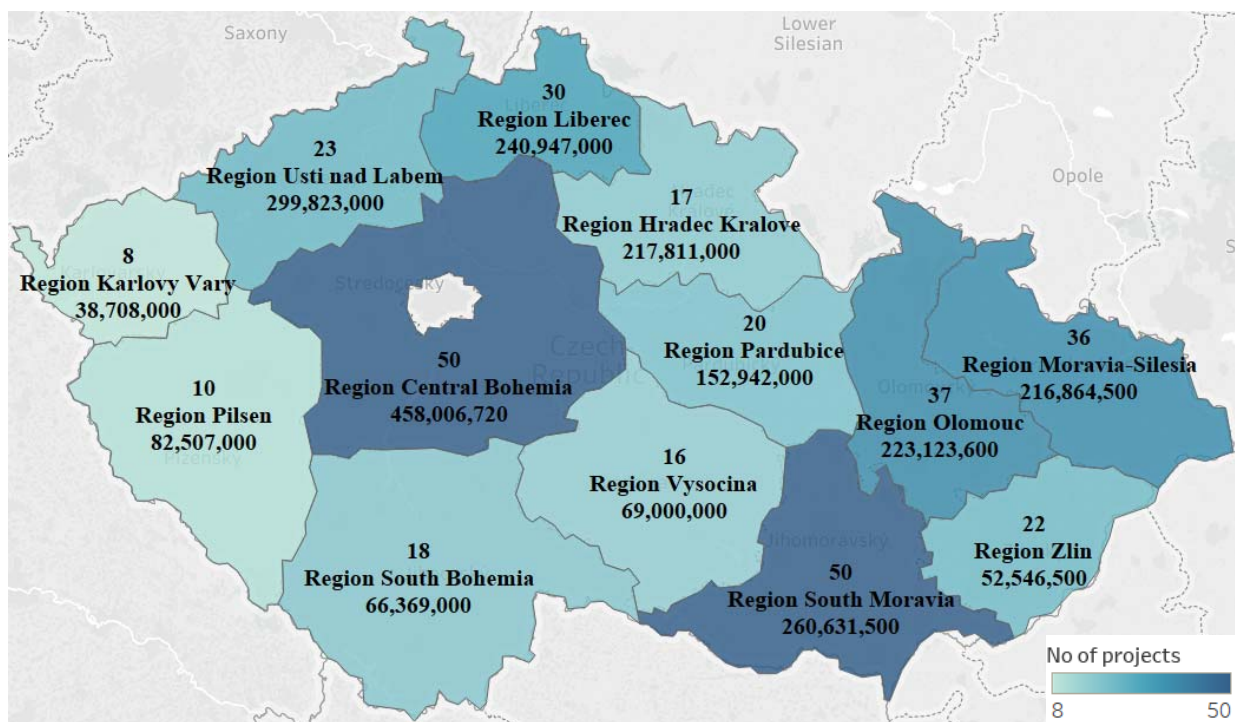 Saxony
Lower
Silesian
Opole
30
Region Liberec
240,947,000
23
Region Usti nad Labem
299,823,000
17
Region Hradec Kralove
217,811,000
8
Region Karlovy Vary
38,708,000
Stredocesky
Czech
Republic
50
Region Central Bohemia
458,006,720
20
Region Pardubice
152,942,000
36
Region Moravia-Silesia
216,864,500
10
Region Pilsen
82,507,000
Plzensky
37
Region Olomouc
223,123,600
16
Region Vysocina
69,000,000
18
Region South Bohemia
66,369,000
Jihomoravský
50
Region South Moravia
260,631,500
22
Region Zlin
52,546,500
No of projects
8 50